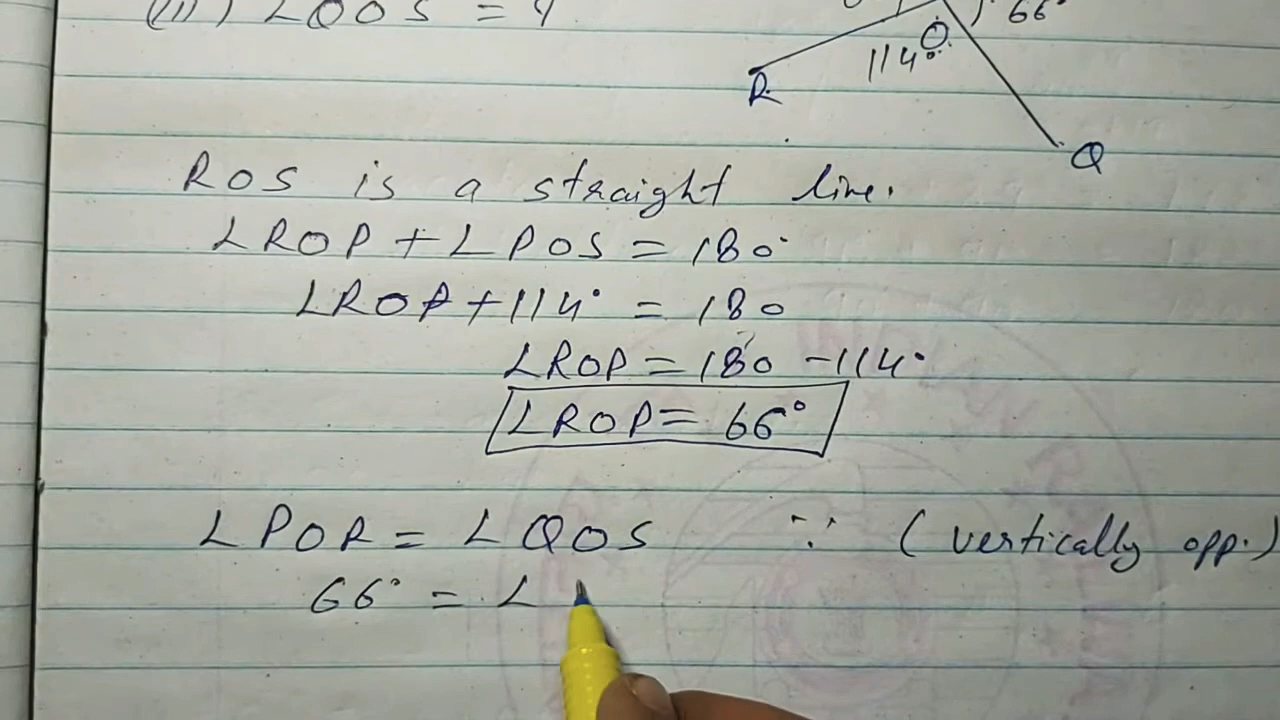 (iii) ∠QOS = ?
66°
O
114°
R
Q
ROS is a straight line.
∠ROP + ∠POS = 180°
∠ROP + 114° = 180
∠ROP = 180 - 114°
∠ROP = 66°
∠POR = ∠QOS ∵ (vertically opp.)
66° = ∠